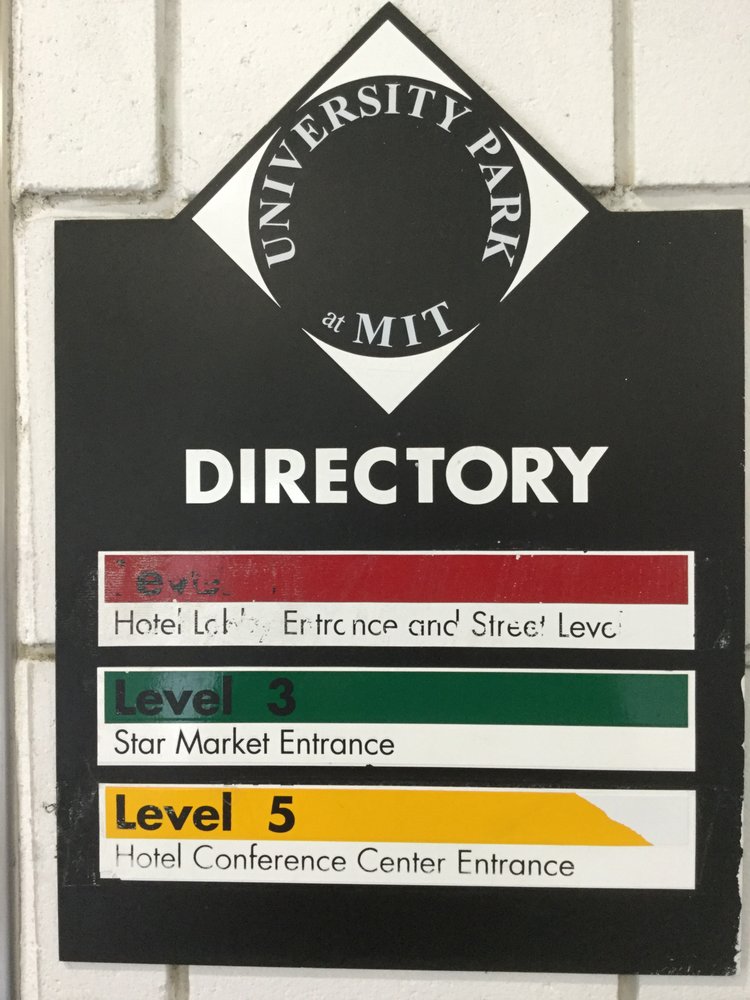 UNIVERSITY PARK
at MIT
DIRECTORY
Level
Hotel Lobby Entrance and Street Level
Level 3
Star Market Entrance
Level 5
Hotel Conference Center Entrance